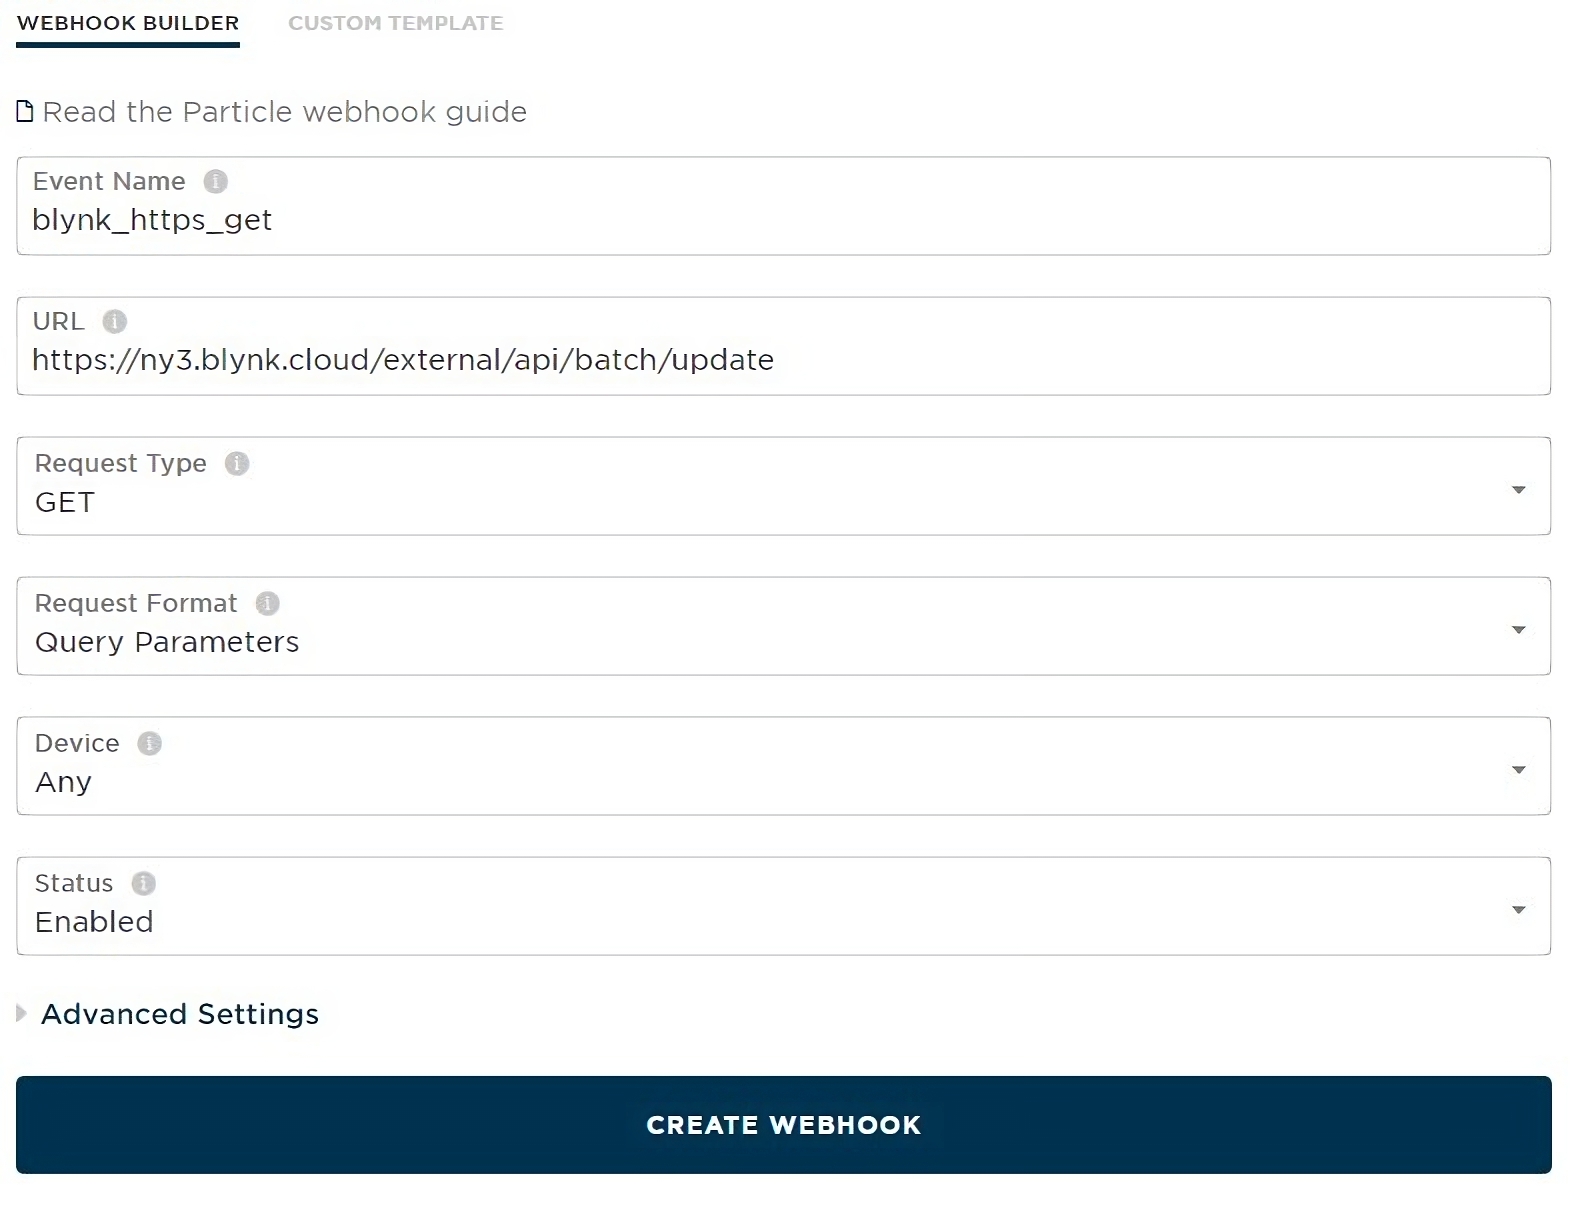 WEBHOOK BUILDER CUSTOM TEMPLATE
Read the Particle webhook guide
Event Name
blynk_https_get
URL
https://ny3.blynk.cloud/external/api/batch/update
Request Type
GET
Request Format
Query Parameters
Device
Any
Status
Enabled
Advanced Settings
CREATE WEBHOOK